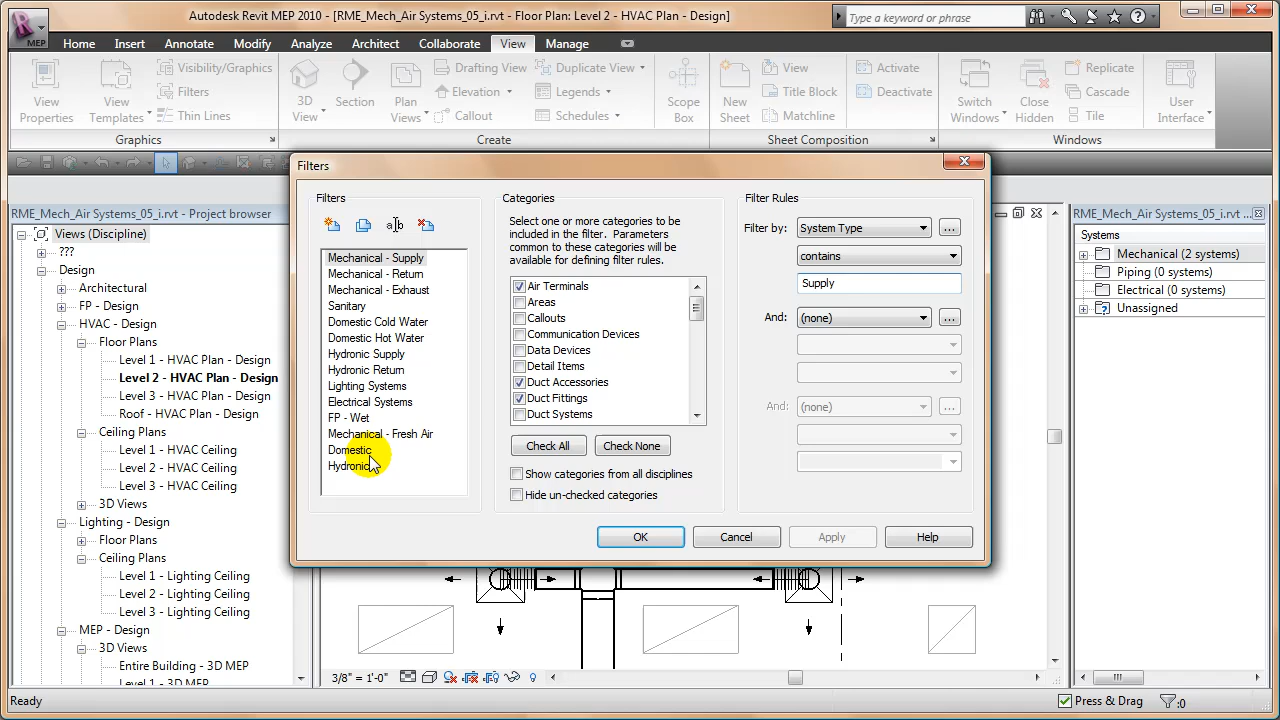 Autodesk Revit MEP 2010 - [RME_Mech_Air Systems_05_i.rvt - Floor Plan: Level 2 - HVAC Plan - Design]
Type a keyword or phrase
MEP
Home Insert Annotate Modify Analyze Architect Collaborate View Manage
View Properties
View Templates
Visibility/Graphics
Filters
Thin Lines
3D View
Section
Plan Views
Drafting View
Elevation
Callout
Duplicate View
Legends
Schedules
Scope Box
New Sheet
View
Title Block
Matchline
Activate
Deactivate
Switch Windows
Close Hidden
Replicate
Cascade
Tile
User Interface
Graphics Create Sheet Composition Windows
RME_Mech_Air Systems_05_i.rvt - Project browser
Views (Discipline)
???
Design
Architectural
FP - Design
HVAC - Design
Floor Plans
Level 1 - HVAC Plan - Design
Level 2 - HVAC Plan - Design
Level 3 - HVAC Plan - Design
Roof - HVAC Plan - Design
Ceiling Plans
Level 1 - HVAC Ceiling
Level 2 - HVAC Ceiling
Level 3 - HVAC Ceiling
3D Views
Lighting - Design
Floor Plans
Ceiling Plans
Level 1 - Lighting Ceiling
Level 2 - Lighting Ceiling
Level 3 - Lighting Ceiling
MEP - Design
3D Views
Entire Building - 3D MEP
Level 1 - 3D MEP
Filters
Filters
Mechanical - Supply
Mechanical - Return
Mechanical - Exhaust
Sanitary
Domestic Cold Water
Domestic Hot Water
Hydronic Supply
Hydronic Return
Lighting Systems
Electrical Systems
FP - Wet
Mechanical - Fresh Air
Domestic
Hydronic
Categories
Select one or more categories to be
included in the filter. Parameters
common to these categories will be
available for defining filter rules.
Air Terminals
Areas
Callouts
Communication Devices
Data Devices
Detail Items
Duct Accessories
Duct Fittings
Duct Systems
Check All Check None
Show categories from all disciplines
Hide un-checked categories
Filter Rules
Filter by: System Type ...
contains
Supply
And: (none) ...
And: (none) ...
OK Cancel Apply Help
RME_Mech_Air Systems_05_i.rvt - S...
Systems
Mechanical (2 systems)
Piping (0 systems)
Electrical (0 systems)
Unassigned
3/8" = 1'-0"
Ready
Press & Drag
:0